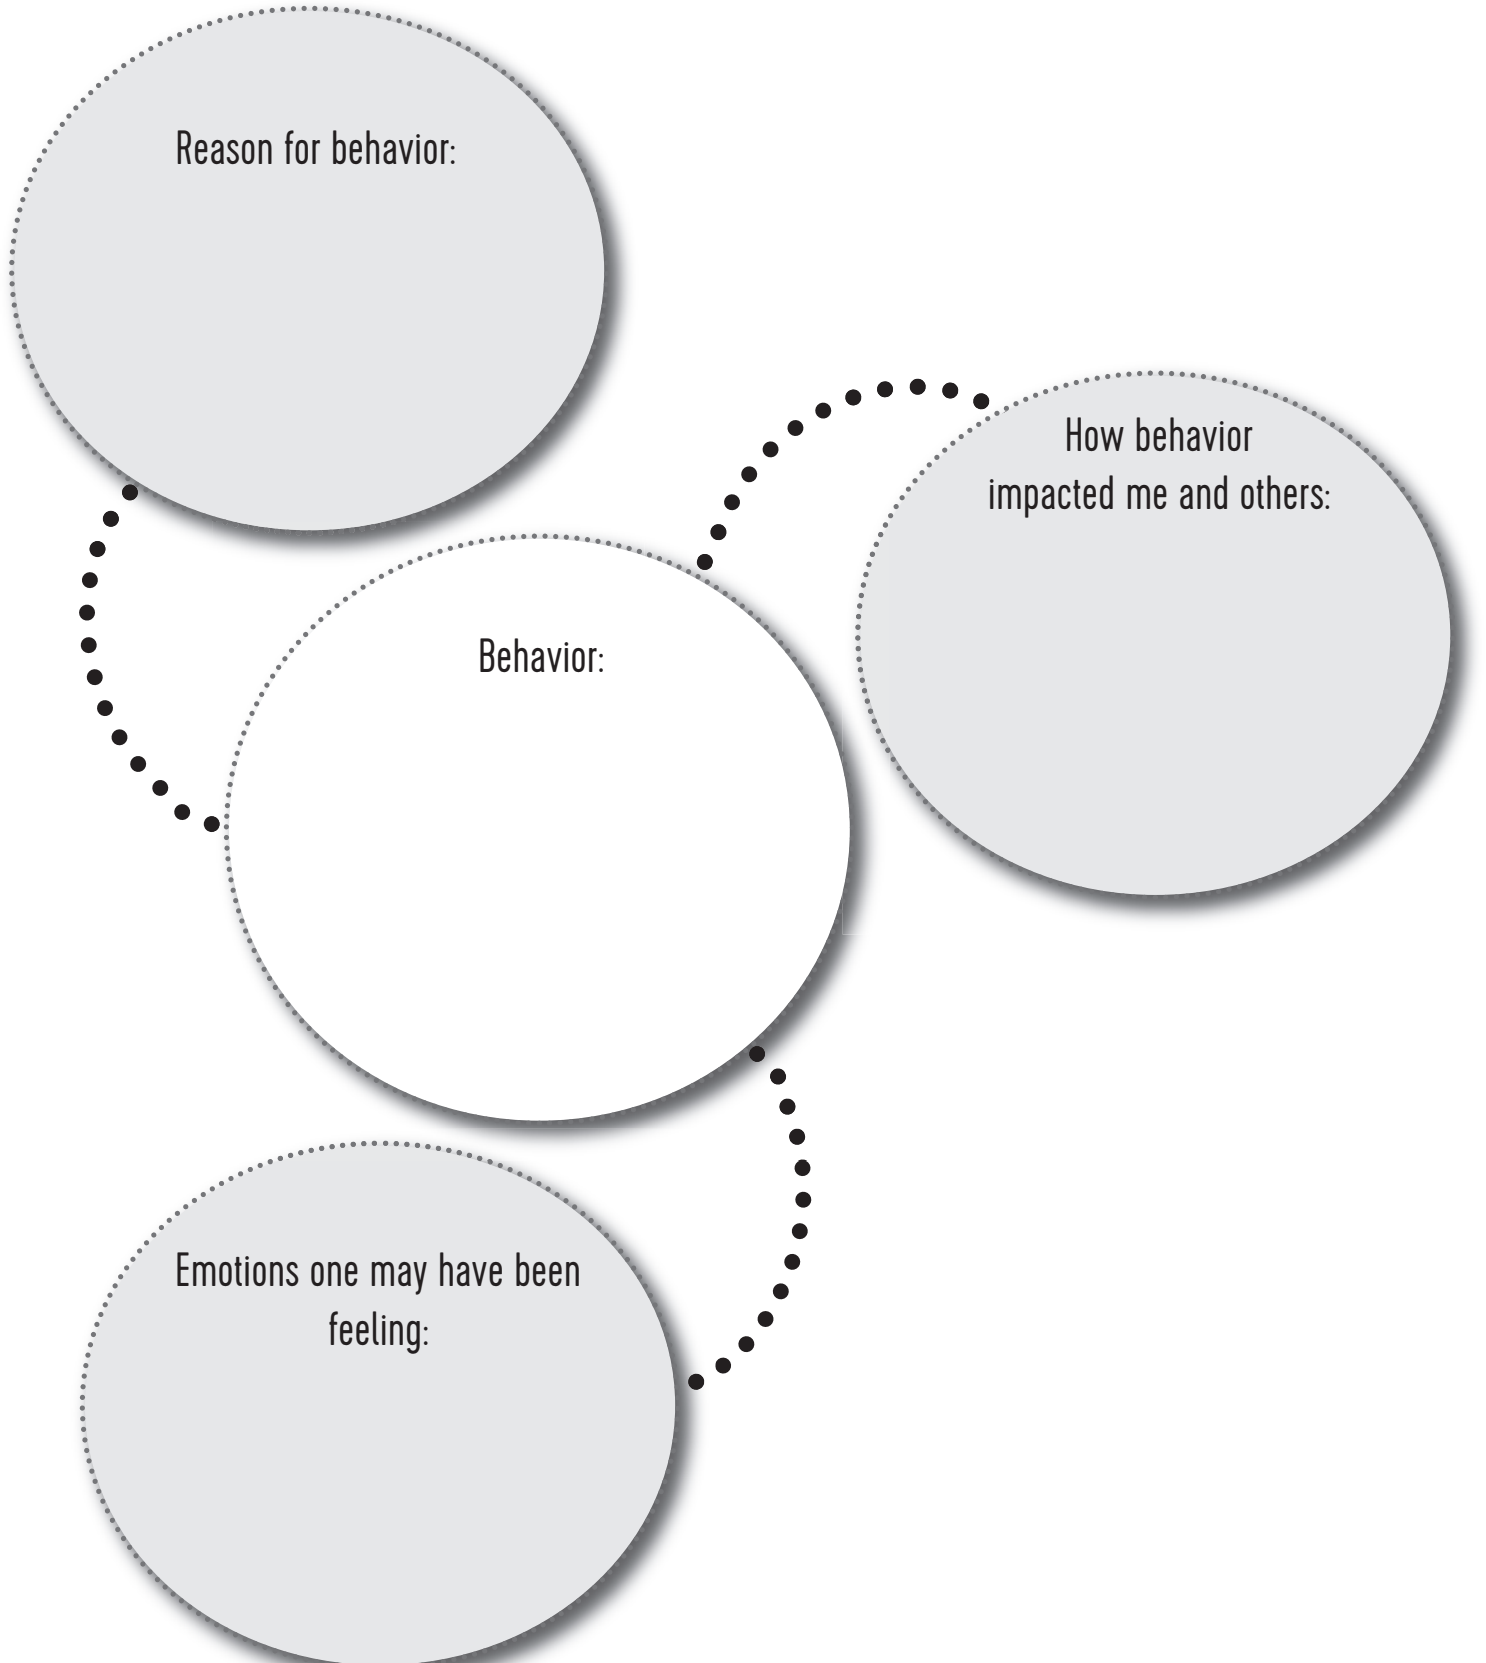 Reason for behavior:
How behavior
impacted me and others:
Behavior:
Emotions one may have been
feeling: